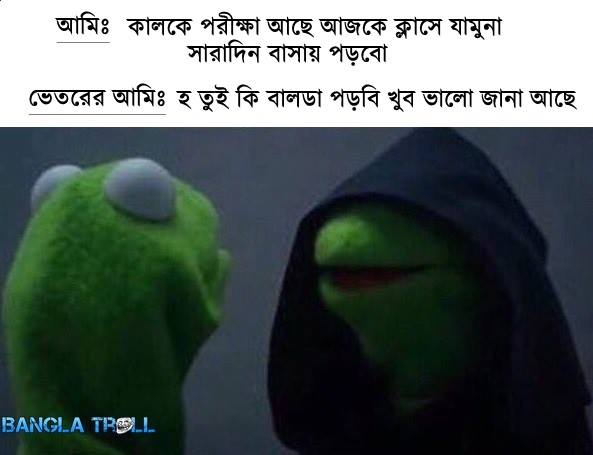 আমিঃ কালকে পরীক্ষা আছে আজকে ক্লাসে যামুনা
সারাদিন বাসায় পড়বো
ভেতরের আমিঃ হ তুই কি বালডা পড়বি খুব ভালো জানা আছে
BANGLA TROLL